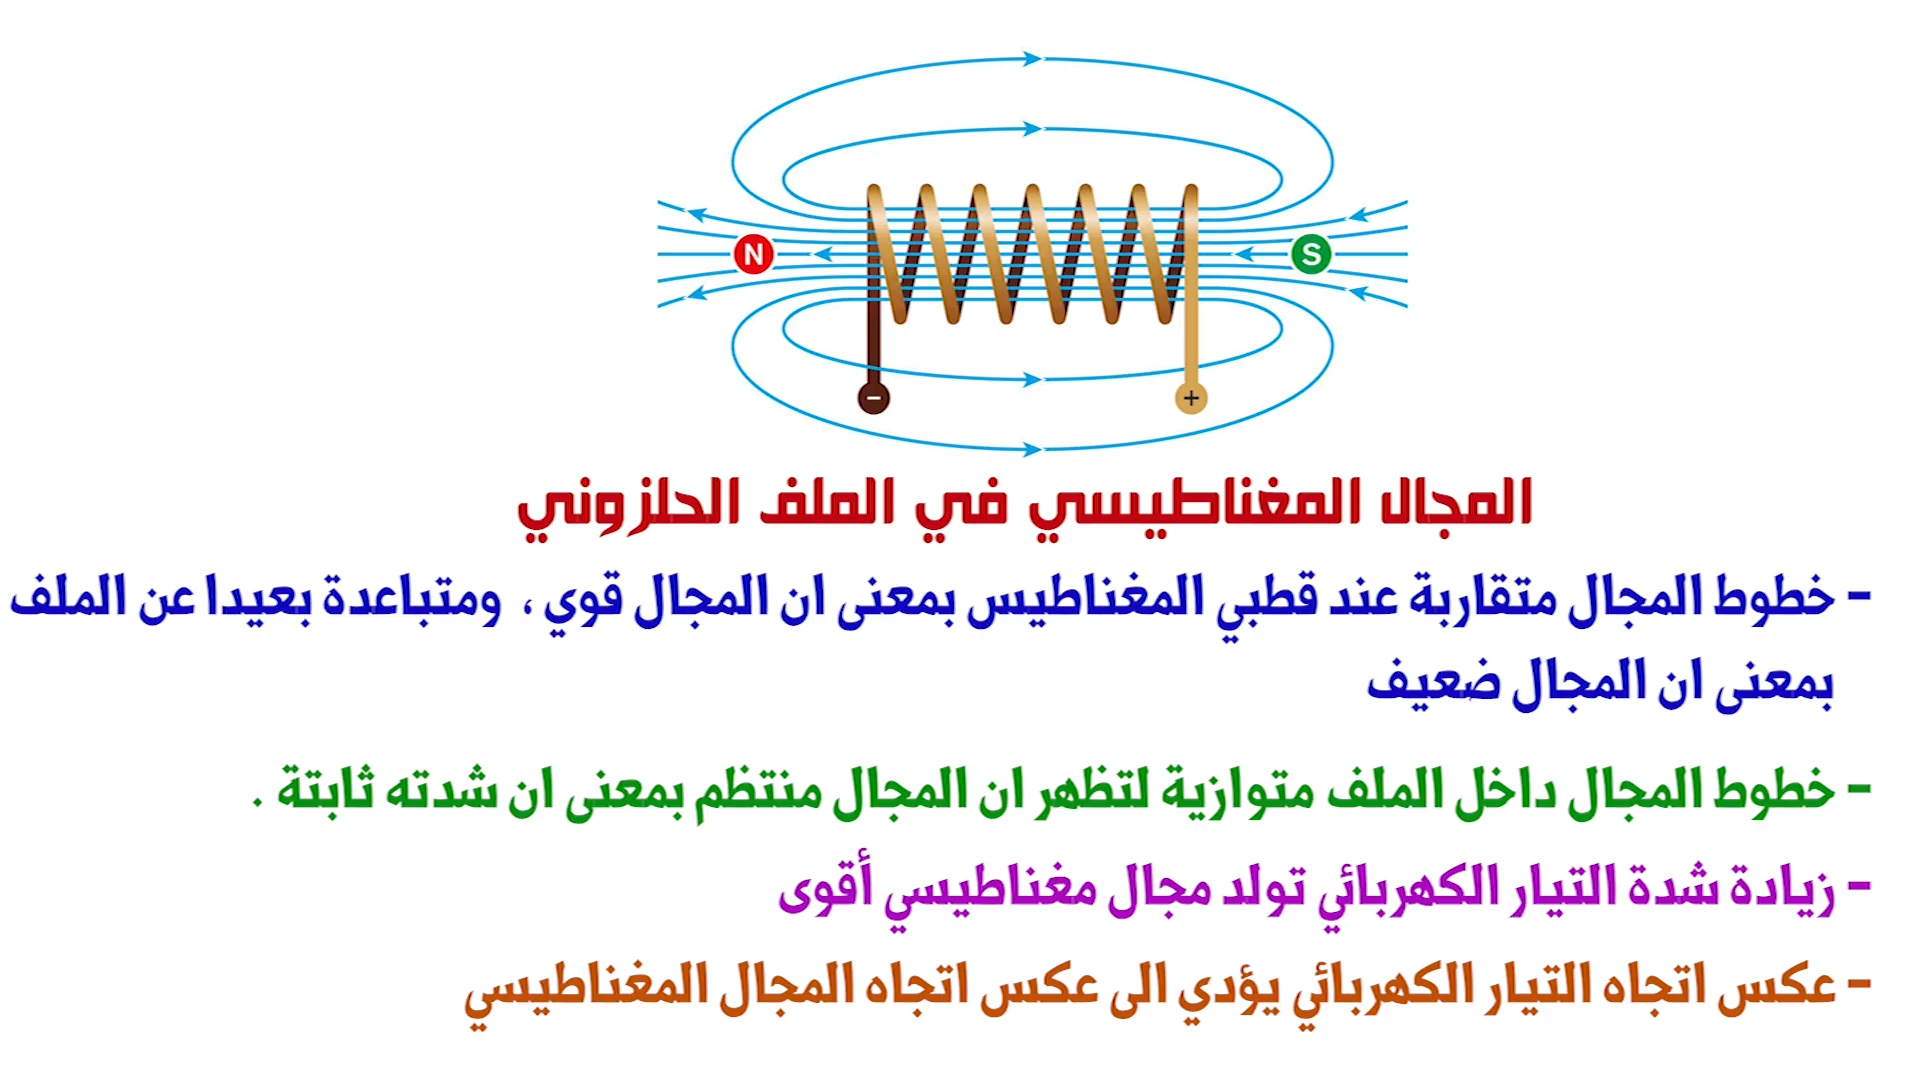 N
S
−
+
المجال المغناطيسي في الملف الحلزوني
- خطوط المجال متقاربة عند قطبي المغناطيس بمعنى ان المجال قوي ، ومتباعدة بعيدا عن الملف
بمعنى ان المجال ضعيف
- خطوط المجال داخل الملف متوازية لتظهر ان المجال منتظم بمعنى ان شدته ثابتة .
- زيادة شدة التيار الكهربائي تولد مجال مغناطيسي أقوى
- عكس اتجاه التيار الكهربائي يؤدي الى عكس اتجاه المجال المغناطيسي